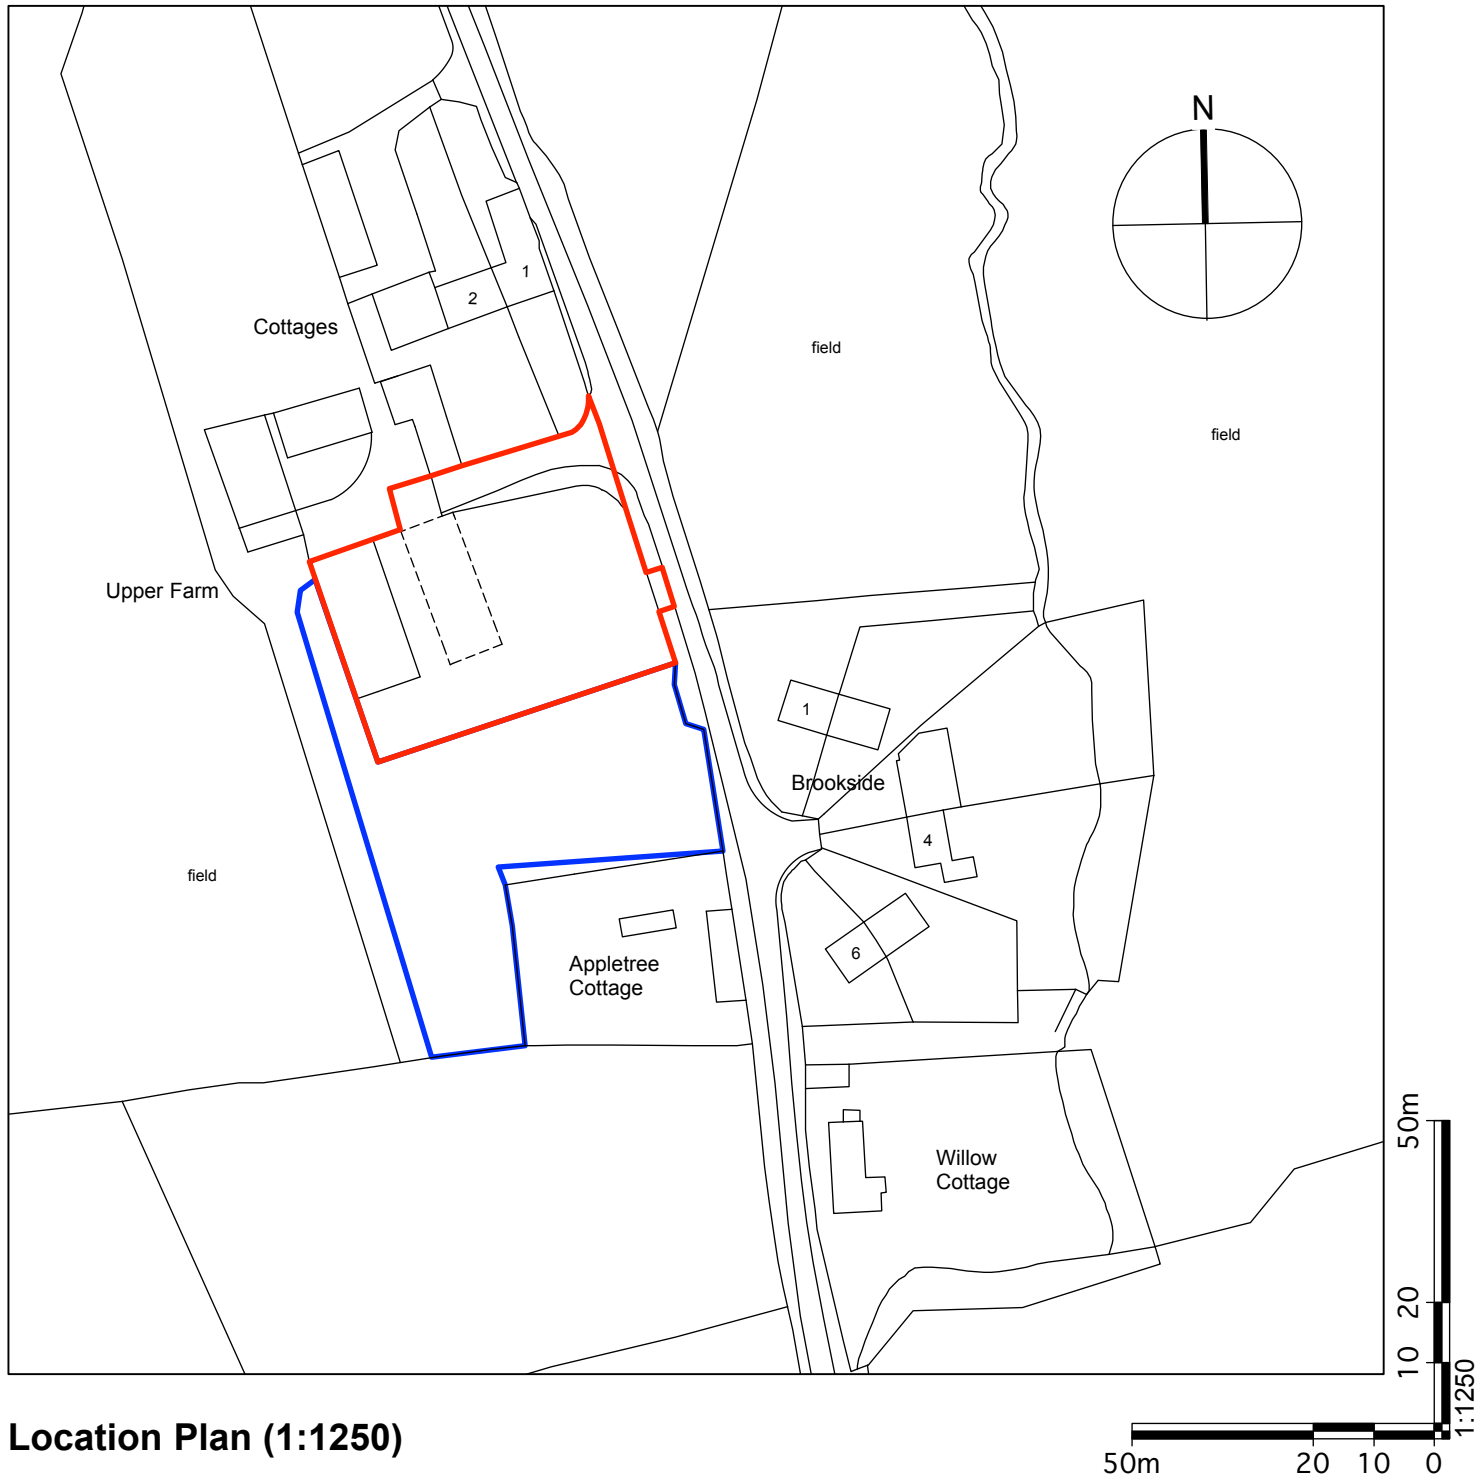 N
1
2
Cottages
field
field
Upper Farm
1
Brookside
4
field
6
Appletree
Cottage
Willow
Cottage
50m
20
10
1:1250
Location Plan (1:1250)
50m
20
10
0